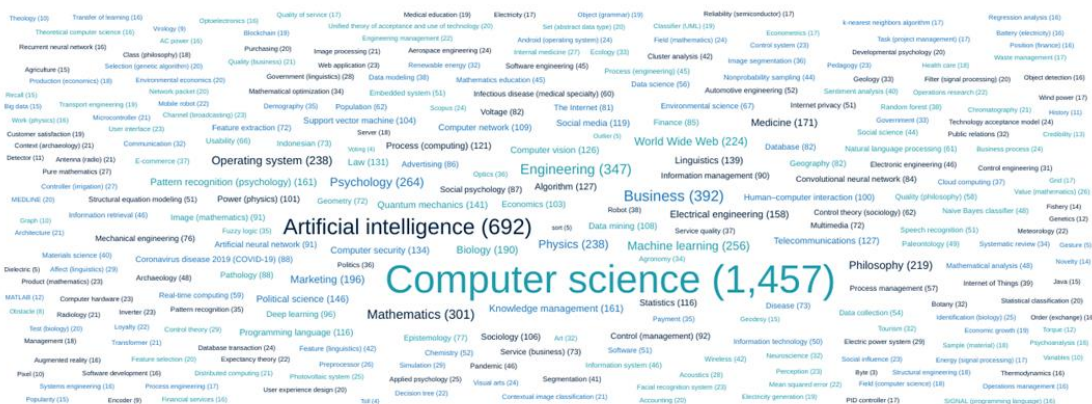 Theology (10) Transfer of learning (16) Optoelectronics (16) Quality of service (17) Medical education (19) Electricity (17) Object (grammar) (19) Reliability (semiconductor) (17) Regression analysis (16)
Theoretical computer science (16) Virology (9) Blockchain (18) Unified theory of acceptance and use of technology (20) Set (abstract data type) (20) Classifier (UML) (19) Econometrics (17) k-nearest neighbors algorithm (17)
Recurrent neural network (16) AC power (16) Purchasing (20) Engineering management (22) Android (operating system) (24) Field (mathematics) (24) Control system (23) Task (project management) (17) Battery (electricity) (16)
Class (philosophy) (18) Quality (business) (21) Image processing (21) Aerospace engineering (24) Internal medicine (27) Ecology (33) Cluster analysis (42) Developmental psychology (20) Position (finance) (16)
Agriculture (15) Selection (genetic algorithm) (20) Web application (23) Renewable energy (32) Software engineering (45) Process (engineering) (45) Image segmentation (36) Pedagogy (23) Health care (18) Waste management (17)
Production (economics) (18) Environmental economics (20) Government (linguistics) (28) Data modeling (38) Mathematics education (45) Data science (56) Nonprobability sampling (44) Geology (33) Filter (signal processing) (20) Object detection (16)
Recall (15) Network packet (20) Mathematical optimization (34) Embedded system (51) Infectious disease (medical specialty) (60) Automotive engineering (52) Sentiment analysis (40) Operations research (22) Wind power (17)
Big data (15) Transport engineering (19) Mobile robot (22) Demography (35) Population (62) Scopus (24) Voltage (82) The Internet (81) Environmental science (67) Internet privacy (51) Random forest (38) Chromatography (21) History (11)
Work (physics) (16) Microcontroller (21) Channel (broadcasting) (23) Support vector machine (104) Computer network (109) Social media (119) Finance (85) Medicine (171) Government (33) Technology acceptance model (24)
Customer satisfaction (19) User interface (23) Feature extraction (72) Server (18) Outlier (5) World Wide Web (224) Database (82) Social science (44) Public relations (32) Credibility (13)
Context (archaeology) (21) Communication (32) Usability (66) Indonesian (73) Voting (4) Process (computing) (121) Computer vision (126) Natural language processing (61) Business process (24)
Detector (11) Antenna (radio) (21) E-commerce (37) Operating system (238) Law (131) Advertising (86) Optics (36) Engineering (347) Linguistics (139) Geography (82) Electronic engineering (46) Control engineering (31)
Pure mathematics (27) Pattern recognition (psychology) (161) Psychology (264) Social psychology (87) Algorithm (127) Information management (90) Convolutional neural network (84) Cloud computing (37) Grid (17)
Controller (irrigation) (27) Power (physics) (101) Geometry (72) Quantum mechanics (141) Economics (103) Business (392) Human–computer interaction (100) Quality (philosophy) (58) Value (mathematics) (26)
MEDLINE (20) Structural equation modeling (51) Robot (38) Electrical engineering (158) Control theory (sociology) (62) Naive Bayes classifier (48) Fishery (14)
Graph (10) Information retrieval (46) Image (mathematics) (91) Artificial intelligence (692) sort (5) Data mining (108) Service quality (37) Multimedia (72) Speech recognition (51) Genetics (12) Meteorology (22)
Architecture (21) Mechanical engineering (76) Fuzzy logic (35) Artificial neural network (91) Computer security (134) Biology (190) Physics (238) Machine learning (256) Telecommunications (127) Paleontology (49) Systematic review (34) Gesture (5)
Materials science (40) Coronavirus disease 2019 (COVID-19) (88) Politics (36) Agronomy (34) Philosophy (219) Mathematical analysis (48) Novelty (14)
Dielectric (5) Affect (linguistics) (29) Archaeology (48) Pathology (88) Marketing (196) Computer science (1,457) Process management (57) Internet of Things (39) Java (15)
Product (mathematics) (23) Real-time computing (59) Political science (146) Botany (32) Statistical classification (20)
MATLAB (12) Computer hardware (23) Pattern recognition (35) Deep learning (96) Mathematics (301) Knowledge management (161) Statistics (116) Disease (73) Data collection (54) Identification (biology) (25) Order (exchange) (18)
Obstacle (8) Radiology (21) Inverter (23) Programming language (116) Payment (35) Geodesy (15) Tourism (32) Economic growth (19) Torque (12)
Test (biology) (20) Loyalty (22) Control theory (29) Epistemology (77) Sociology (106) Art (32) Control (management) (92) Information technology (50) Electric power system (29) Sample (material) (18) Psychoanalysis (16)
Management (18) Transformer (21) Database transaction (24) Feature (linguistics) (42) Chemistry (52) Service (business) (73) Software (51) Wireless (42) Neuroscience (32) Social influence (23) Energy (signal processing) (17) Variables (10)
Augmented reality (16) Feature selection (20) Expectancy theory (22) Preprocessor (26) Simulation (29) Pandemic (46) Information system (46) Acoustics (28) Perception (23) Byte (3) Structural engineering (18) Thermodynamics (16)
Pixel (10) Software development (16) Distributed computing (21) Photovoltaic system (25) Applied psychology (25) Visual arts (24) Segmentation (41) Facial recognition system (23) Mean squared error (22) Field (computer science) (18) Operations management (16)
Systems engineering (16) Process engineering (17) User experience design (20) Decision tree (22) Contextual image classification (21) Accounting (20) Electricity generation (19) PID controller (17) SIGNAL (programming language) (16)
Popularity (15) Encoder (9) Financial services (16) Toll (4)